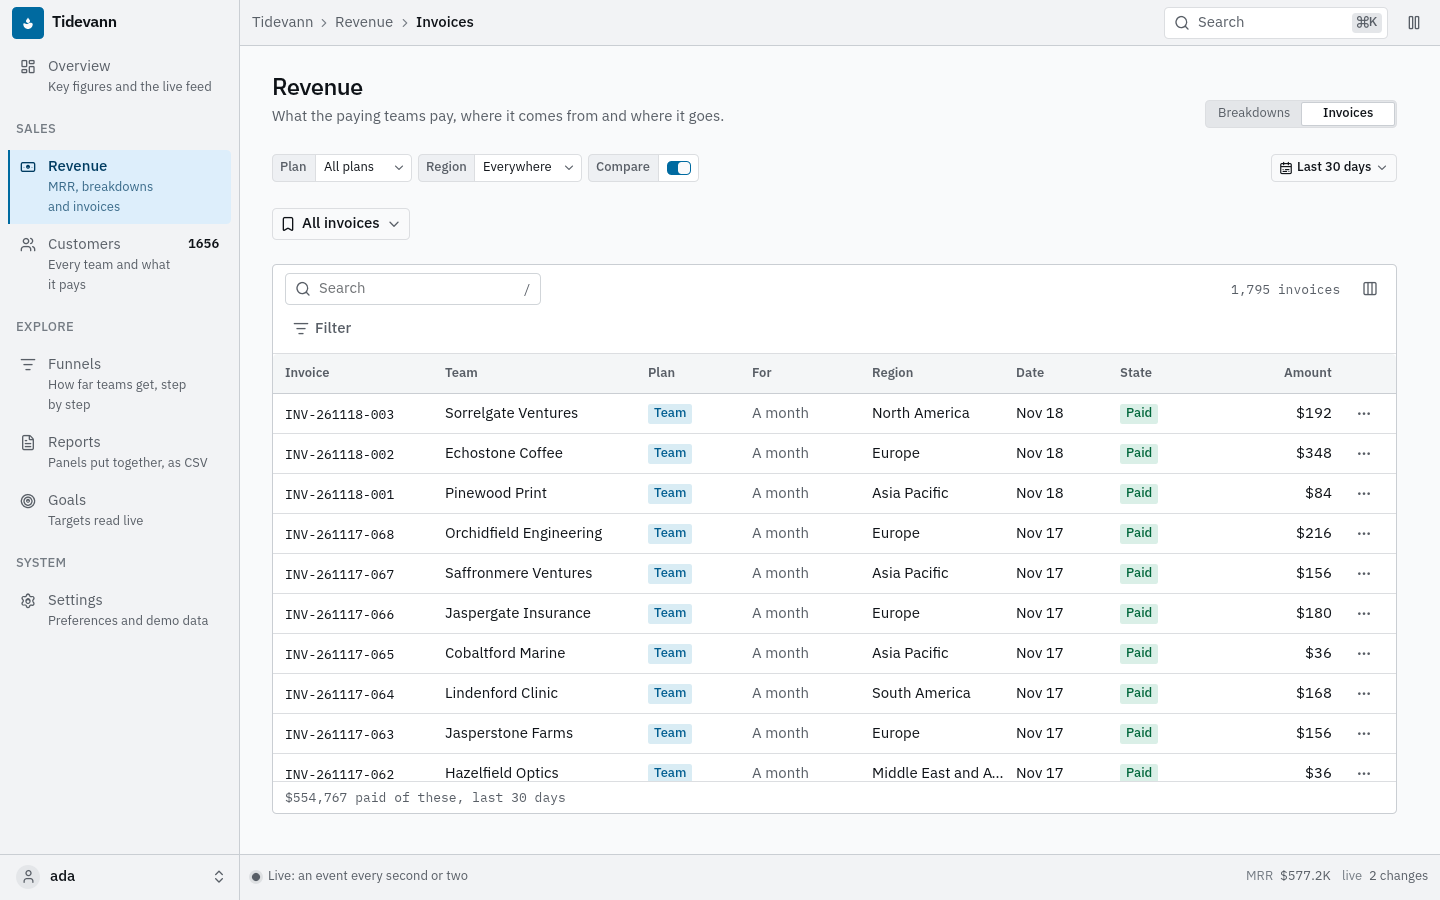 Tidevann
Overview
Key figures and the live feed
SALES
Revenue
MRR, breakdowns
and invoices
Customers 1656
Every team and what
it pays
EXPLORE
Funnels
How far teams get, step
by step
Reports
Panels put together, as CSV
Goals
Targets read live
SYSTEM
Settings
Preferences and demo data
ada
Tidevann > Revenue > Invoices
Search ⌘K
Revenue
What the paying teams pay, where it comes from and where it goes.
Breakdowns Invoices
Plan All plans Region Everywhere Compare
Last 30 days
All invoices
Search /
1,795 invoices
Filter
Invoice Team Plan For Region Date State Amount
INV-261118-003 Sorrelgate Ventures Team A month North America Nov 18 Paid $192
INV-261118-002 Echostone Coffee Team A month Europe Nov 18 Paid $348
INV-261118-001 Pinewood Print Team A month Asia Pacific Nov 18 Paid $84
INV-261117-068 Orchidfield Engineering Team A month Europe Nov 17 Paid $216
INV-261117-067 Saffronmere Ventures Team A month Asia Pacific Nov 17 Paid $156
INV-261117-066 Jaspergate Insurance Team A month Europe Nov 17 Paid $180
INV-261117-065 Cobaltford Marine Team A month Asia Pacific Nov 17 Paid $36
INV-261117-064 Lindenford Clinic Team A month South America Nov 17 Paid $168
INV-261117-063 Jasperstone Farms Team A month Europe Nov 17 Paid $156
INV-261117-062 Hazelfield Optics Team A month Middle East and A... Nov 17 Paid $36
$554,767 paid of these, last 30 days
Live: an event every second or two
MRR $577.2K live 2 changes